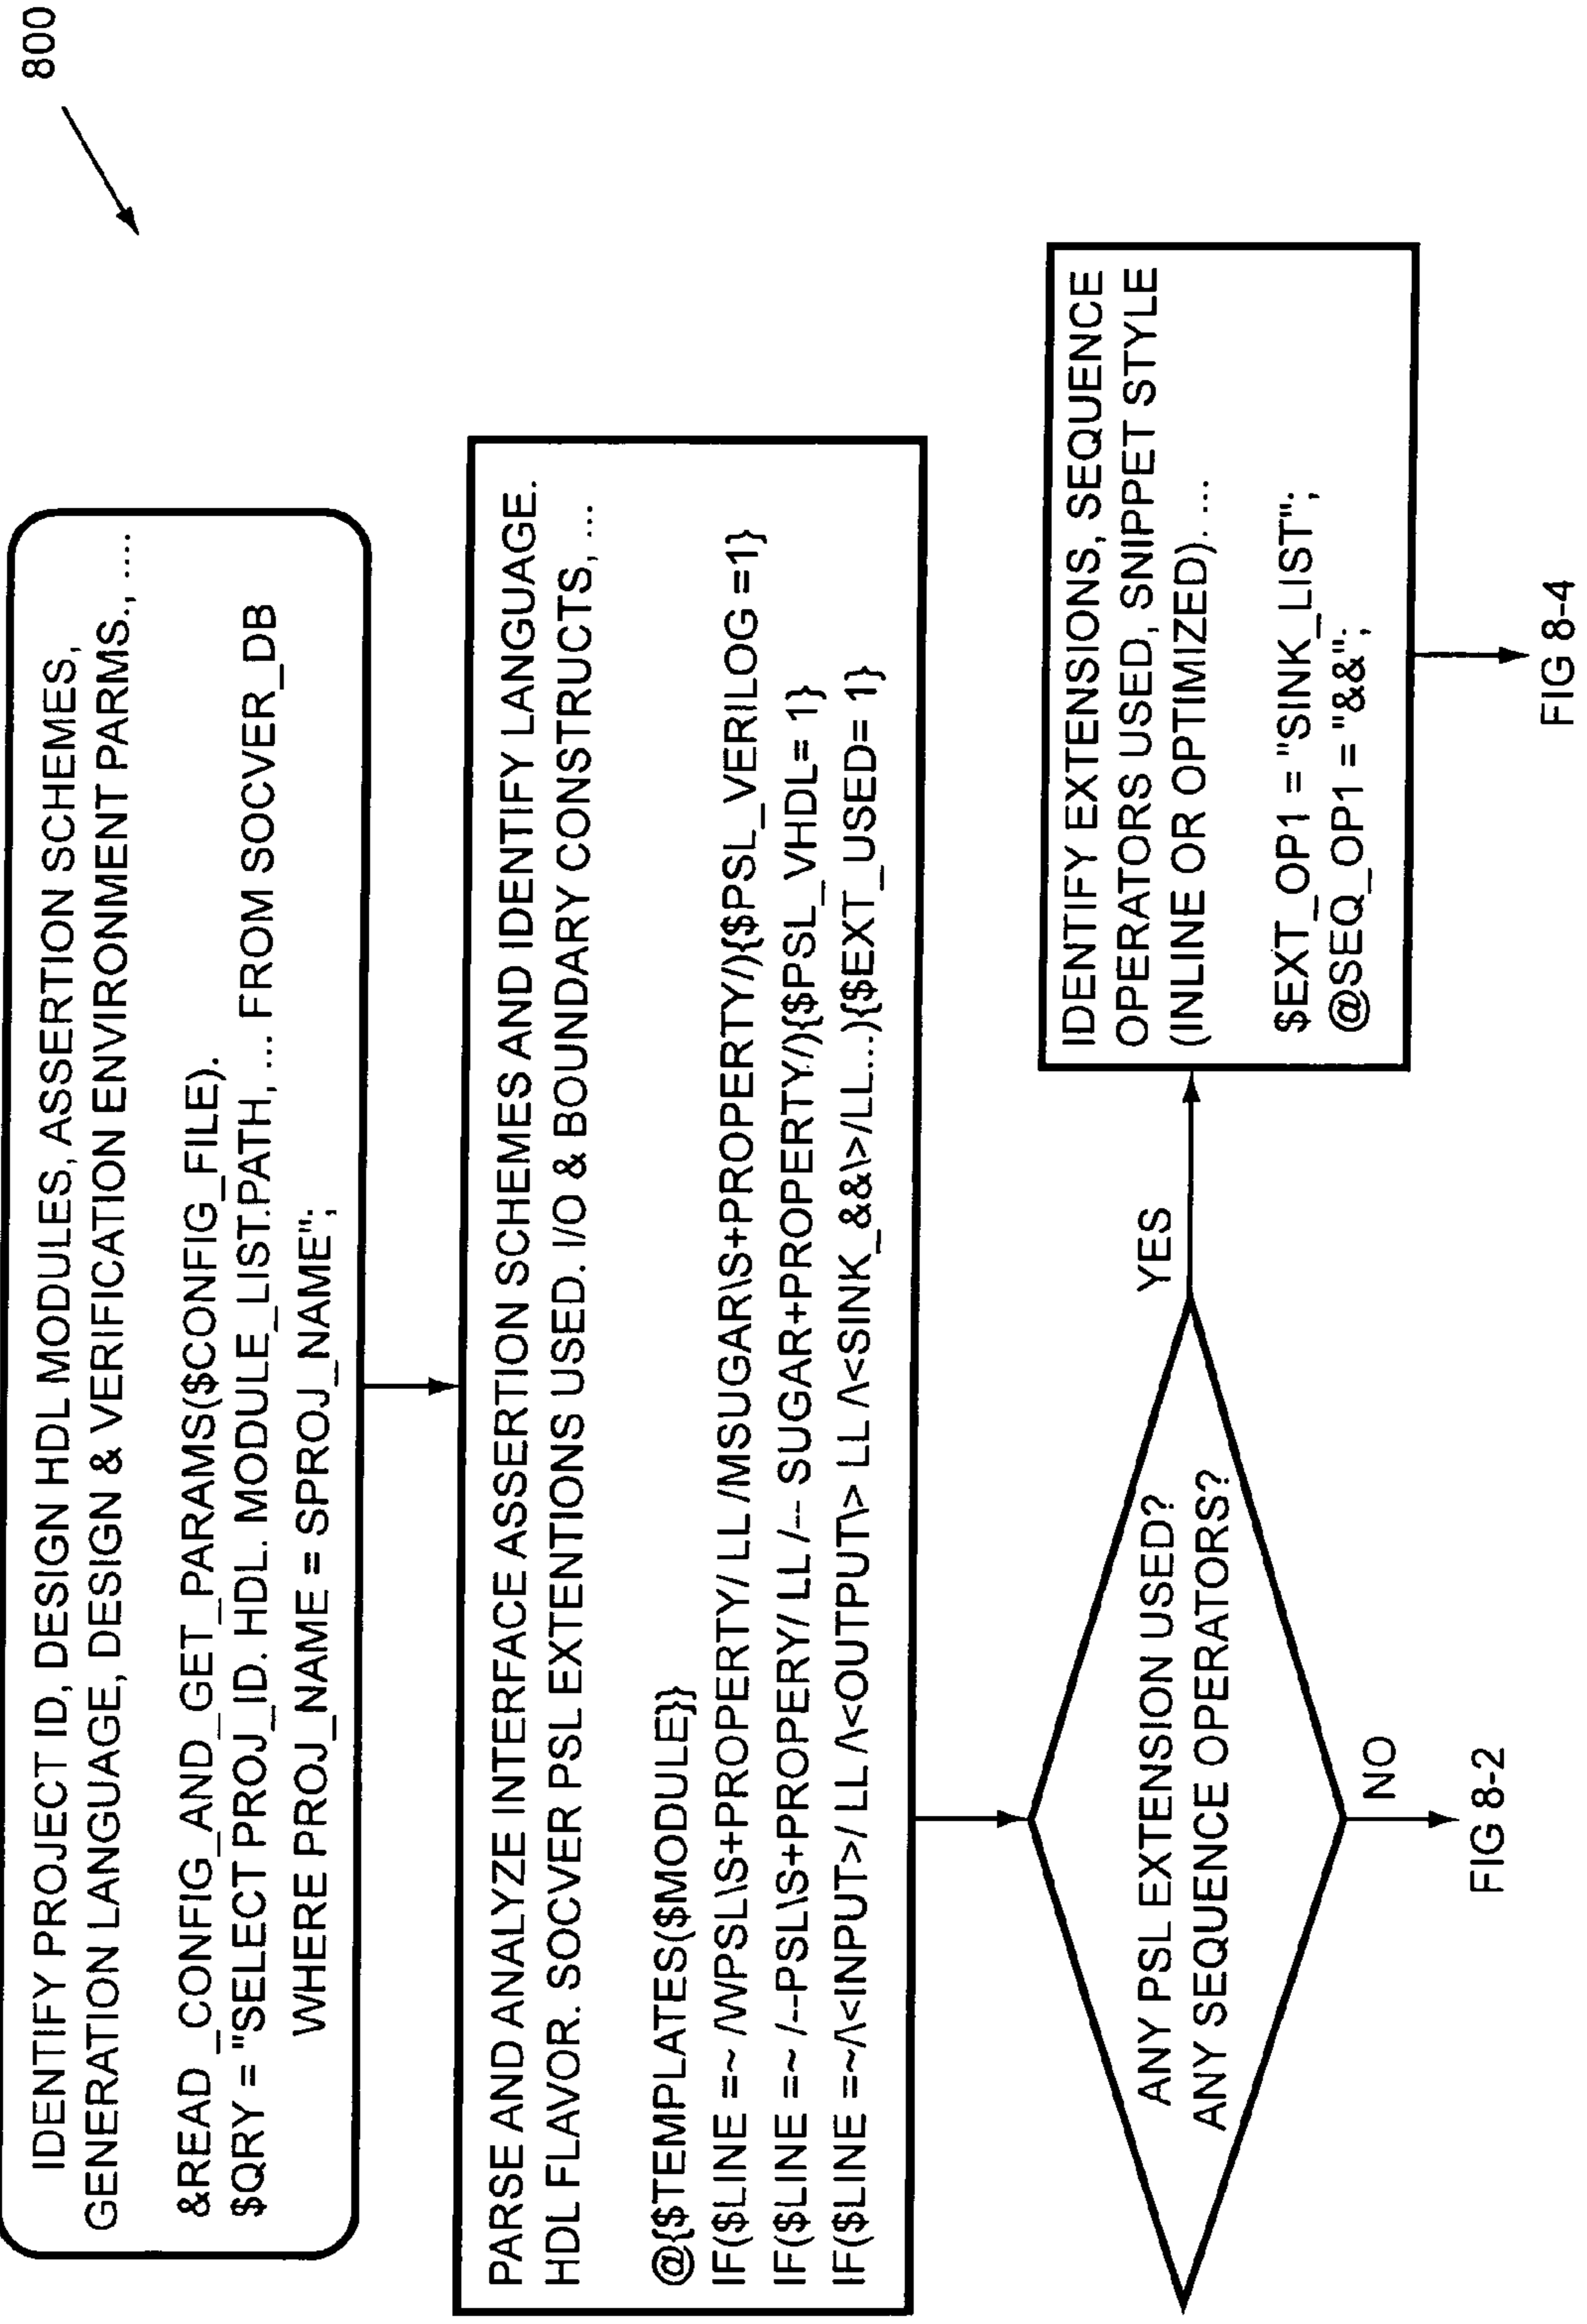 800
IDENTIFY PROJECT ID, DESIGN HDL MODULES, ASSERTION SCHEMES,
GENERATION LANGUAGE, DESIGN & VERIFICATION ENVIRONMENT PARMS., ....
&READ_CONFIG_AND_GET_PARAMS($CONFIG_FILE).
$QRY = "SELECT PROJ_ID. HDL. MODULE_LIST.PATH, ... FROM SOCVER_DB
WHERE PROJ_NAME = SPROJ_NAME";
PARSE AND ANALYZE INTERFACE ASSERTION SCHEMES AND IDENTIFY LANGUAGE.
HDL FLAVOR. SOCVER PSL EXTENTIONS USED. I/O & BOUNDARY CONSTRUCTS, ...
@{$TEMPLATES($MODULE}}
IF($LINE =~ /\/\/PSL\S+PROPERTY/ LL /MSUGAR\S+PROPERTY/){$PSL_VERILOG =1}
IF($LINE =~ /--PSL\S+PROPERY/ LL /-- SUGAR+PROPERTY/){$PSL_VHDL= 1}
IF($LINE =~/\<INPUT>/ LL /\<OUTPUT\> LL /\<SINK_&&\>/LL...){$EXT_USED= 1}
ANY PSL EXTENSION USED?
ANY SEQUENCE OPERATORS?
YES
NO
FIG 8-2
IDENTIFY EXTENSIONS, SEQUENCE
OPERATORS USED, SNIPPET STYLE
(INLINE OR OPTIMIZED). ...
$EXT_OP1 = "SINK_LIST";
@SEQ_OP1 = "&&";
FIG 8-4